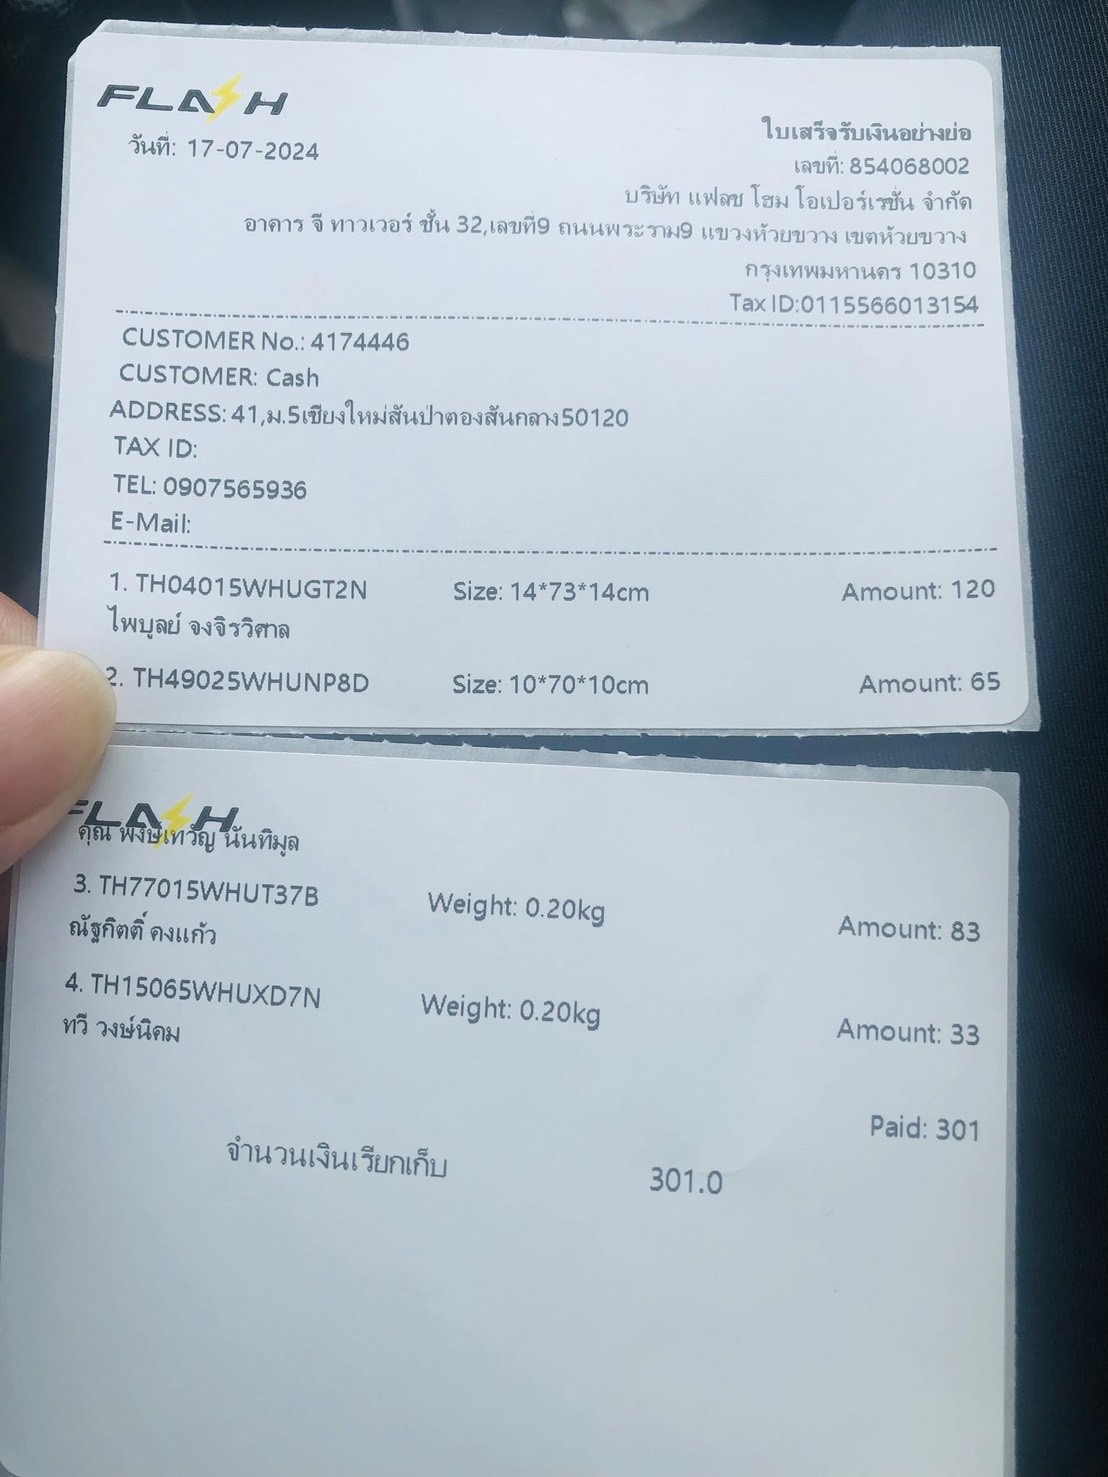 FLASH
วันที่: 17-07-2024
ใบเสร็จรับเงินอย่างย่อ
เลขที่: 854068002
บริษัท แฟลช โฮม โอเปอร์เรชั่น จำกัด
อาคาร จี ทาวเวอร์ ชั้น 32,เลขที่9 ถนนพระราม9 แขวงห้วยขวาง เขตห้วยขวาง
กรุงเทพมหานคร 10310
Tax ID:0115566013154
CUSTOMER No.: 4174446
CUSTOMER: Cash
ADDRESS: 41,ม.5เชียงใหม่สันป่าตองสันกลาง50120
TAX ID:
TEL: 0907565936
E-Mail:
1. TH04015WHUGT2N Size: 14*73*14cm Amount: 120
ไพบูลย์ จงจิรวิศาล
2. TH49025WHUNP8D Size: 10*70*10cm Amount: 65
FLASH
คุณ พงษ์เทวัญ นันทิมูล
3. TH77015WHUT37B Weight: 0.20kg Amount: 83
ณัฐกิตติ์ คงแก้ว
4. TH15065WHUXD7N Weight: 0.20kg Amount: 33
ทวี วงษ์นิคม
Paid: 301
จำนวนเงินเรียกเก็บ 301.0